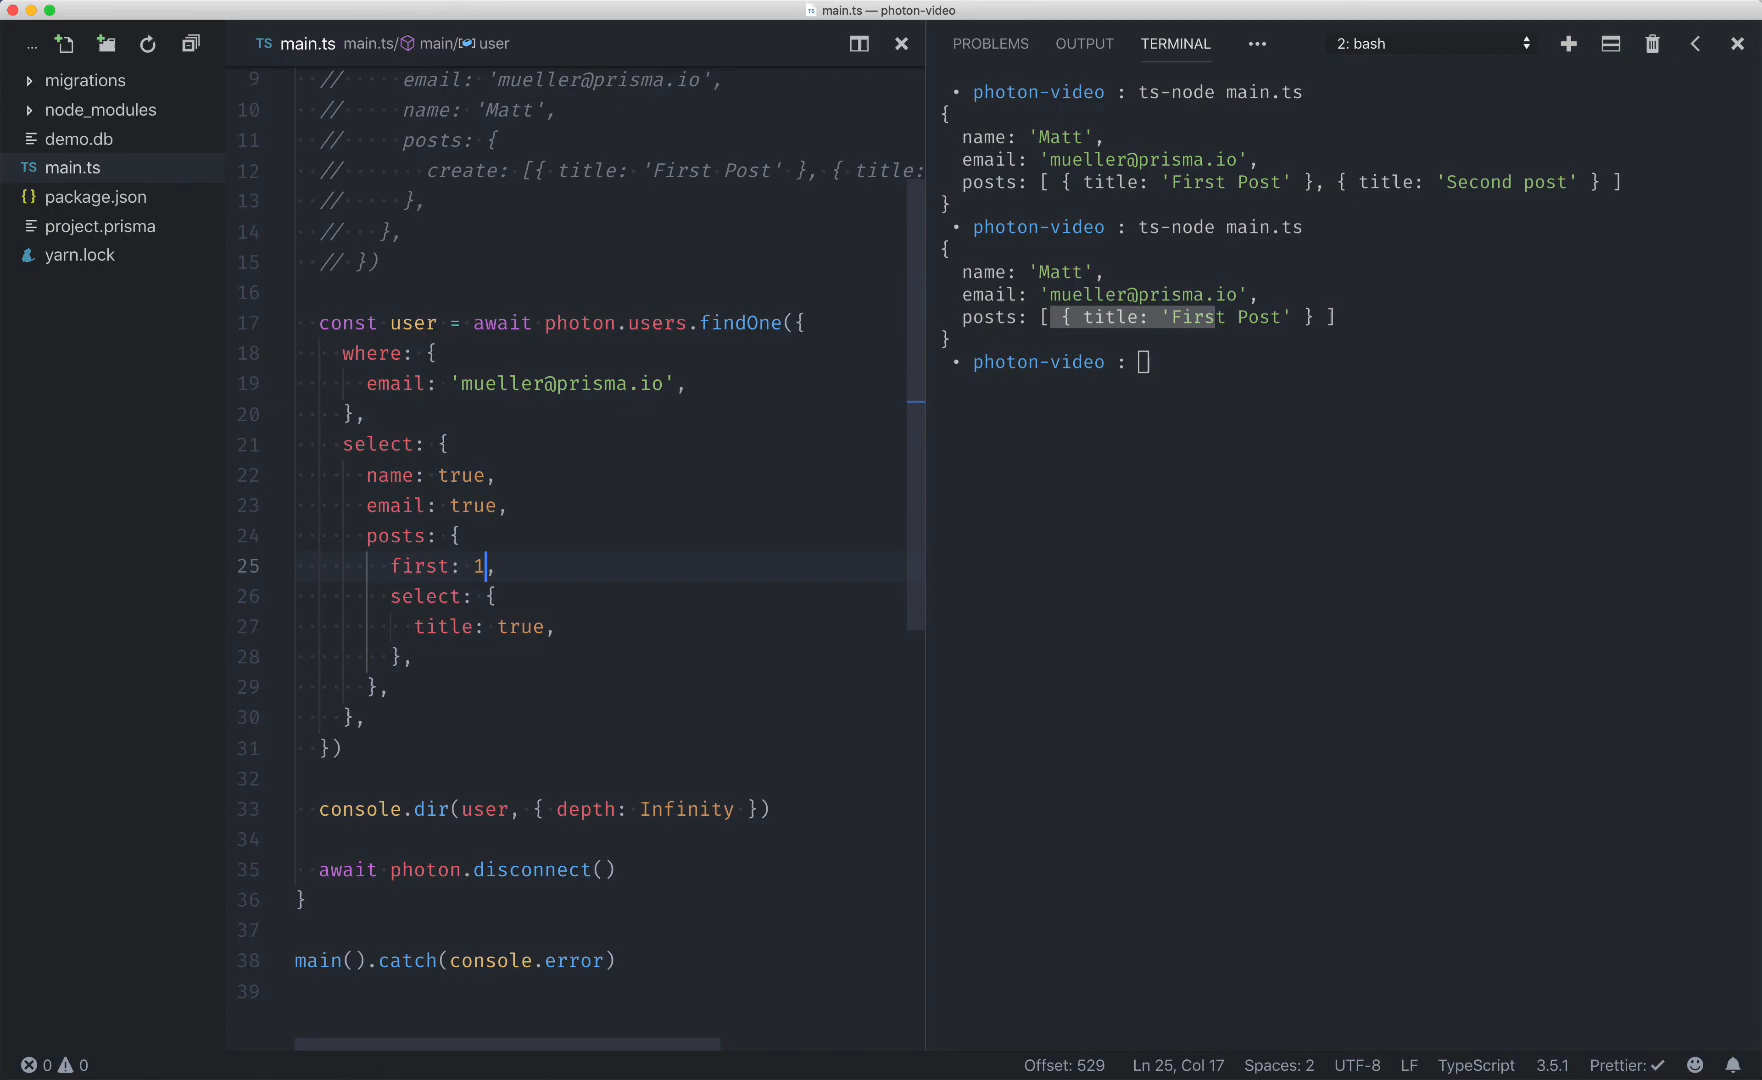 main.ts — photon-video
... TS main.ts main.ts/ main/ user
migrations
node_modules
demo.db
TS main.ts
{} package.json
project.prisma
yarn.lock
9 //     email: 'mueller@prisma.io',
10 //     name: 'Matt',
11 //     posts: {
12 //       create: [{ title: 'First Post' }, { title:
13 //     },
14 //   },
15 // })
16
17 const user = await photon.users.findOne({
18 where: {
19 email: 'mueller@prisma.io',
20 },
21 select: {
22 name: true,
23 email: true,
24 posts: {
25 first: 1,
26 select: {
27 title: true,
28 },
29 },
30 },
31 })
32
33 console.dir(user, { depth: Infinity })
34
35 await photon.disconnect()
36 }
37
38 main().catch(console.error)
39
PROBLEMS OUTPUT TERMINAL ••• 2: bash
• photon-video : ts-node main.ts
{
name: 'Matt',
email: 'mueller@prisma.io',
posts: [ { title: 'First Post' }, { title: 'Second post' } ]
}
• photon-video : ts-node main.ts
{
name: 'Matt',
email: 'mueller@prisma.io',
posts: [ { title: 'First Post' } ]
}
• photon-video :
0 0 Offset: 529 Ln 25, Col 17 Spaces: 2 UTF-8 LF TypeScript 3.5.1 Prettier: ✓